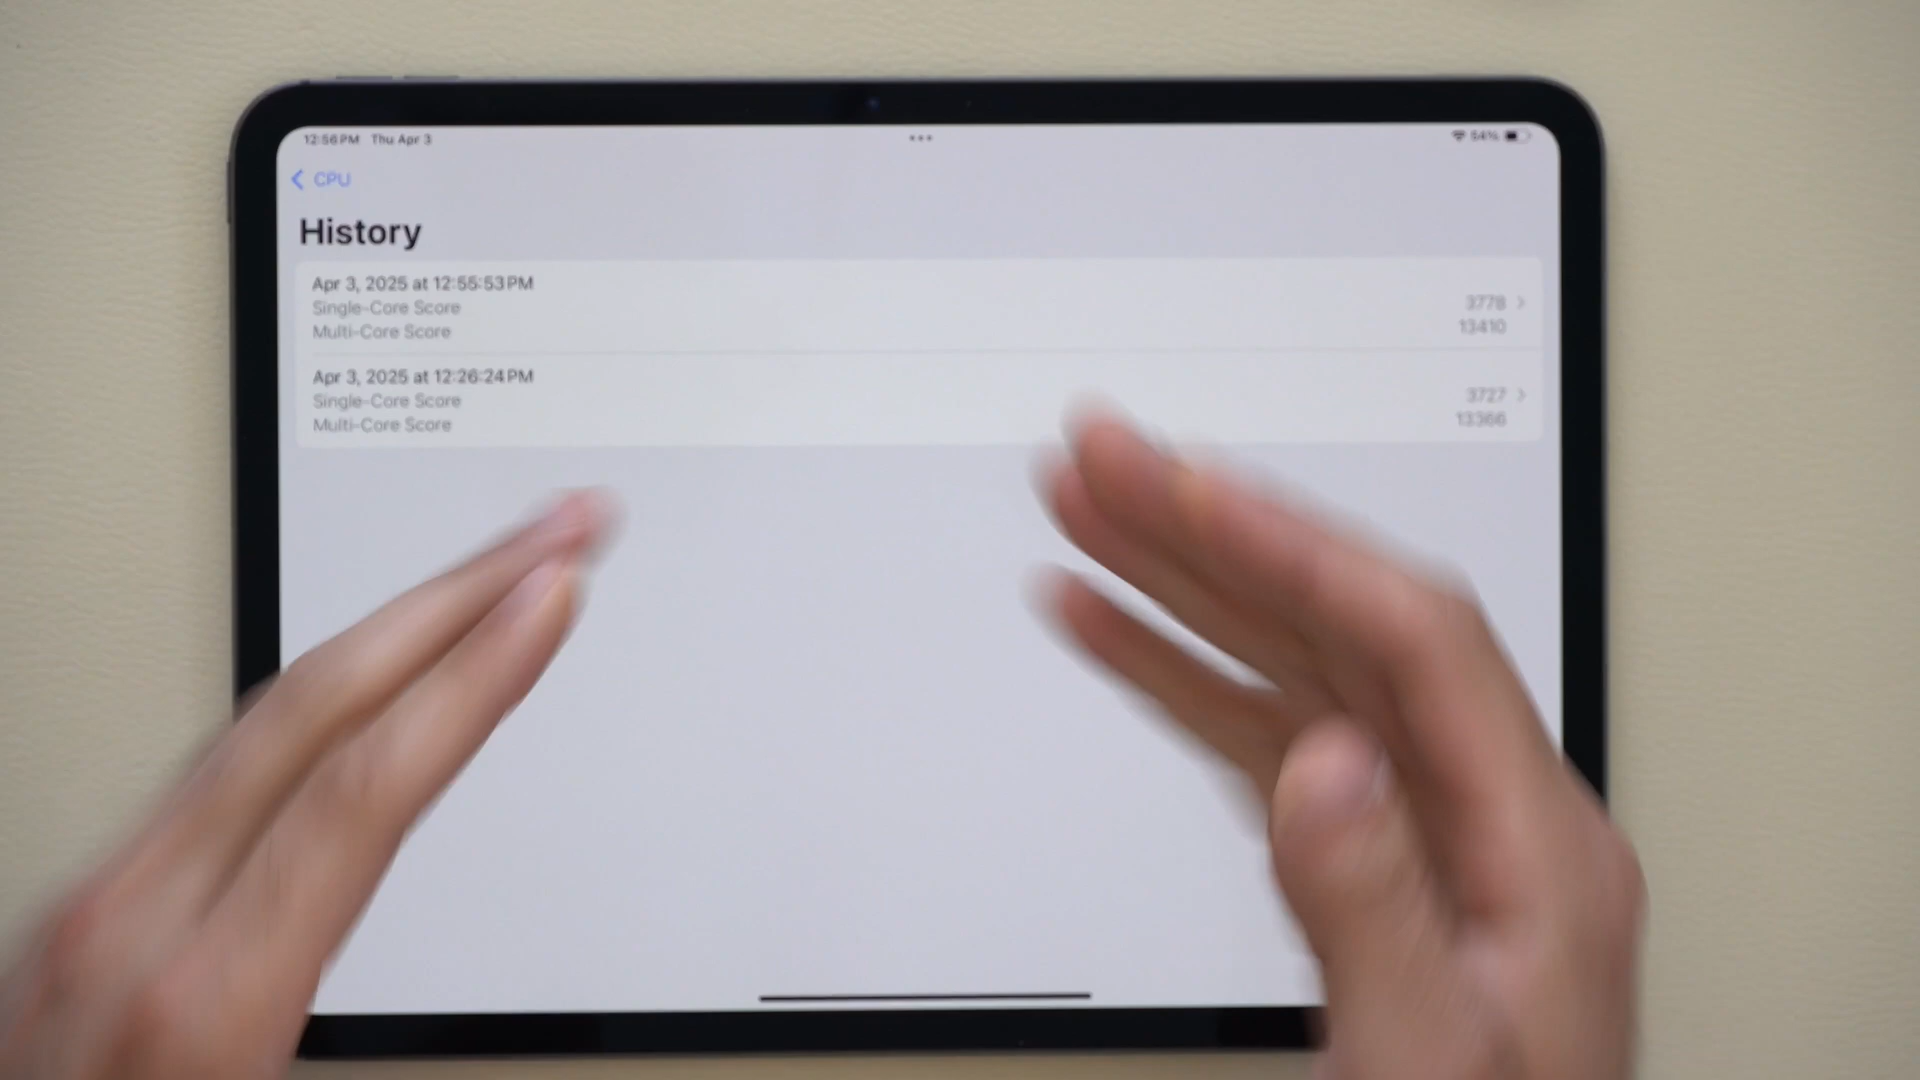 12:56 PM Thu Apr 3
54%
CPU
History
Apr 3, 2025 at 12:55:53 PM
Single-Core Score 3778
Multi-Core Score 13410
Apr 3, 2025 at 12:26:24 PM
Single-Core Score 3727
Multi-Core Score 13366